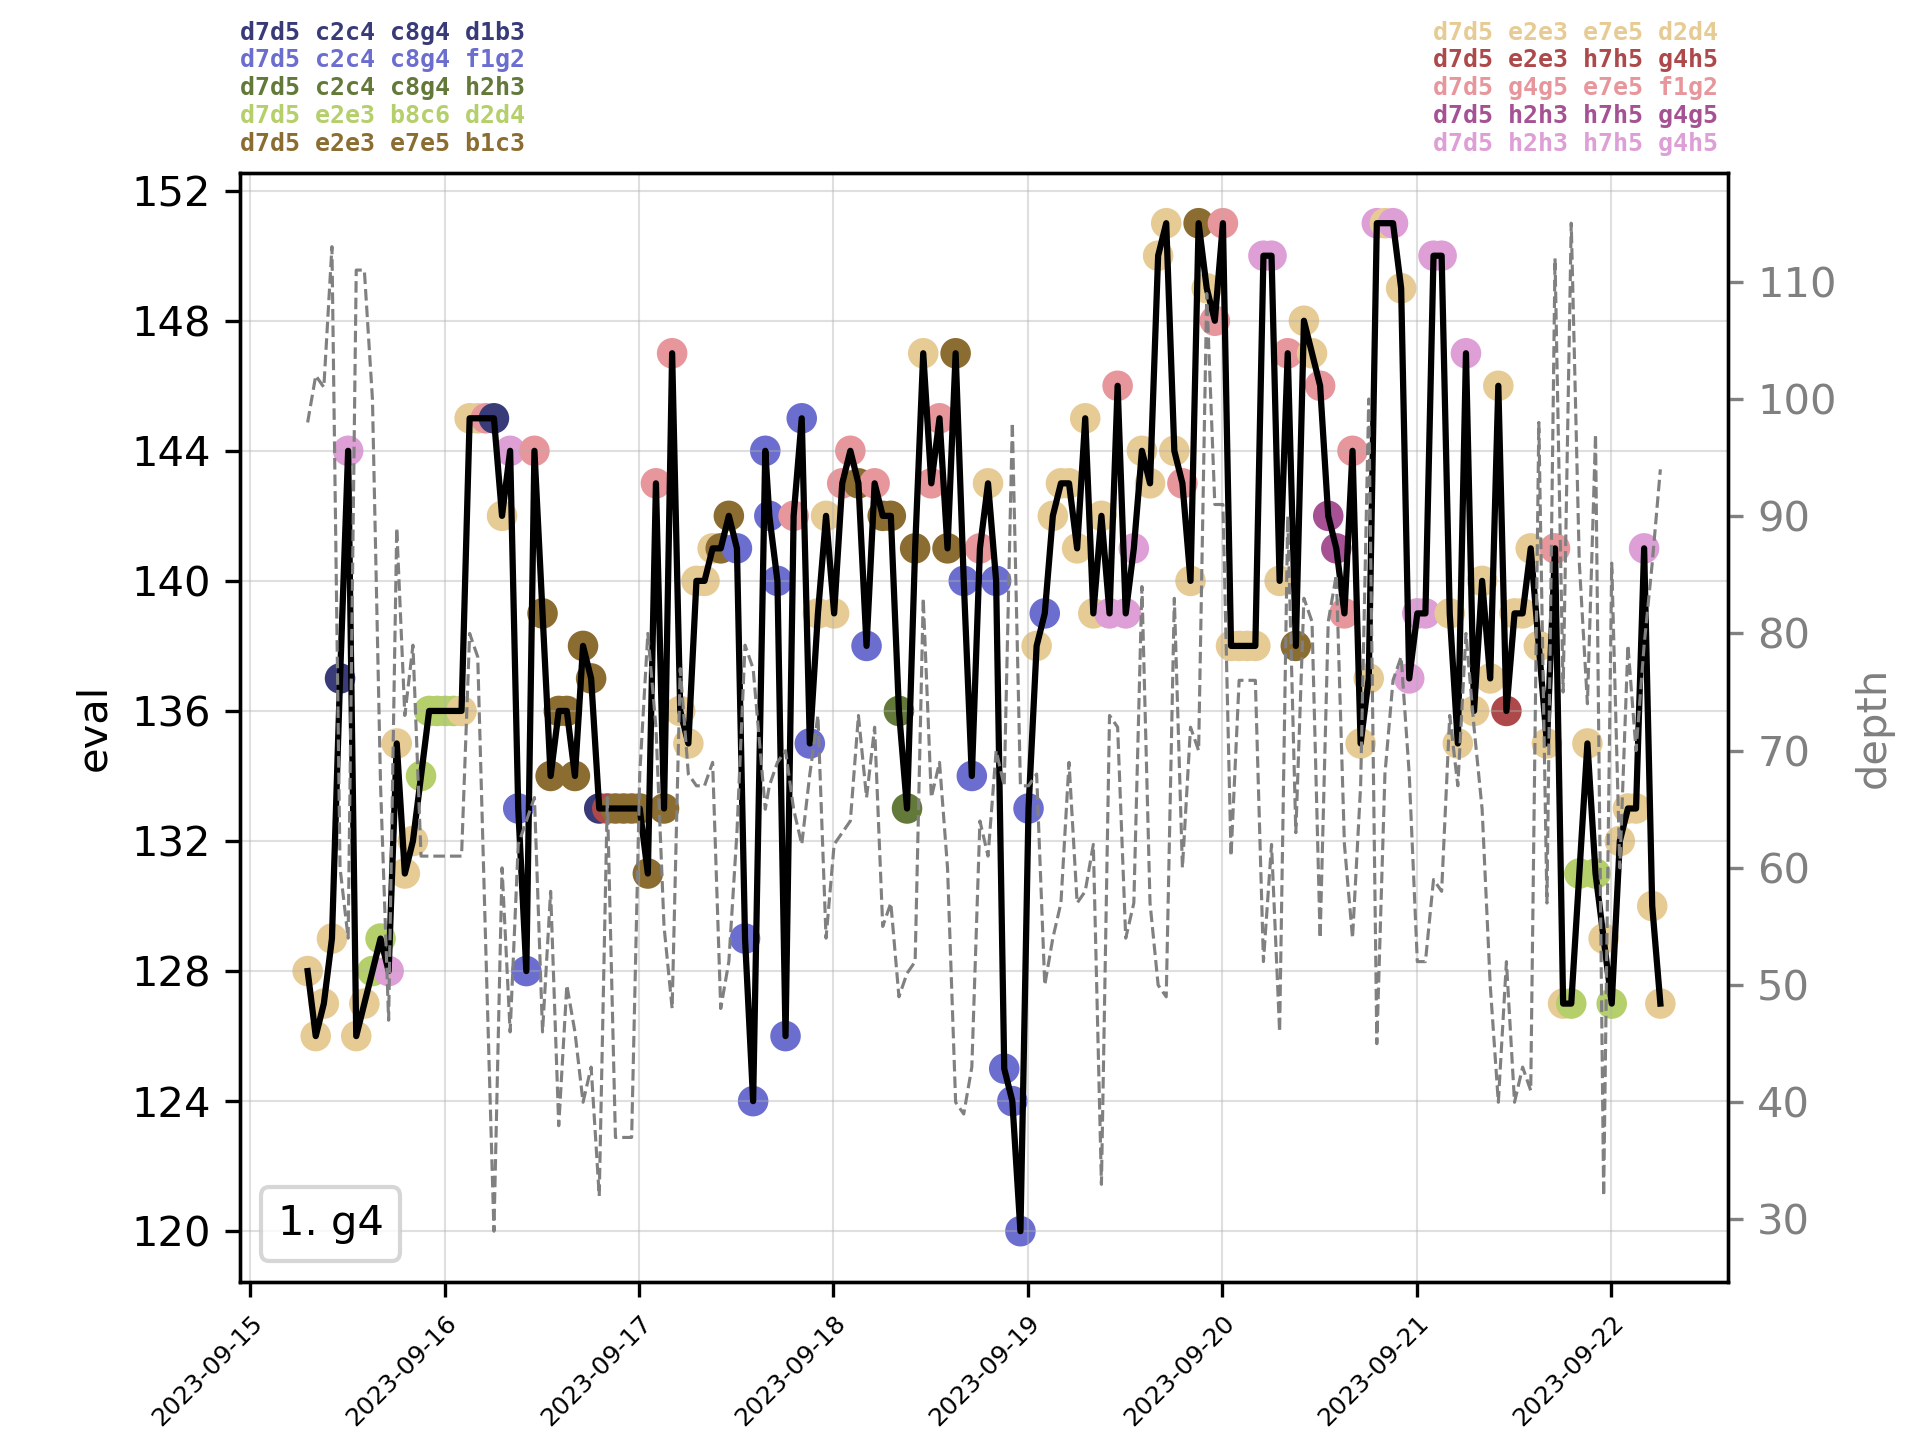 d7d5 c2c4 c8g4 d1b3
d7d5 c2c4 c8g4 f1g2
d7d5 c2c4 c8g4 h2h3
d7d5 e2e3 b8c6 d2d4
d7d5 e2e3 e7e5 b1c3
d7d5 e2e3 e7e5 d2d4
d7d5 e2e3 h7h5 g4h5
d7d5 g4g5 e7e5 f1g2
d7d5 h2h3 h7h5 g4g5
d7d5 h2h3 h7h5 g4h5
152
148
144
140
136
132
128
124
120
eval
110
100
90
80
70
60
50
40
30
depth
1. g4
2023-09-15
2023-09-16
2023-09-17
2023-09-18
2023-09-19
2023-09-20
2023-09-21
2023-09-22